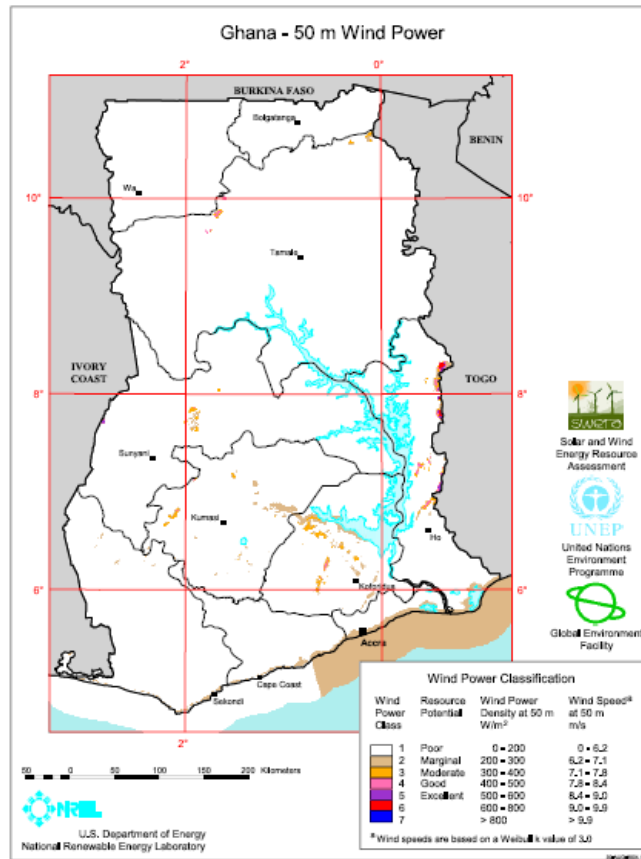 Ghana - 50 m Wind Power
2° 0°
BURKINA FASO
Bolgatanga
BENIN
Wa
10° 10°
Tamale
IVORY
COAST
8° 8°
TOGO
Sunyani
Kumasi
Ho
6° 6°
Koforidua
Accra
Cape Coast
Sekondi
2°
SWERA
Solar and Wind
Energy Resource
Assessment
UNEP
United Nations
Environment
Programme
Global Environment
Facility
50 0 50 100 150 200 Kilometers
NREL
U.S. Department of Energy
National Renewable Energy Laboratory
Wind Power Classification
Wind Power Class Resource Potential Wind Power Density at 50 m W/m² Wind Speedᵃ at 50 m m/s
1 Poor 0 - 200 0 - 6.2
2 Marginal 200 - 300 6.2 - 7.1
3 Moderate 300 - 400 7.1 - 7.8
4 Good 400 - 500 7.8 - 8.4
5 Excellent 500 - 600 8.4 - 9.0
6 600 - 800 9.0 - 9.9
7 > 800 > 9.9
ᵃ Wind speeds are based on a Weibull k value of 3.0